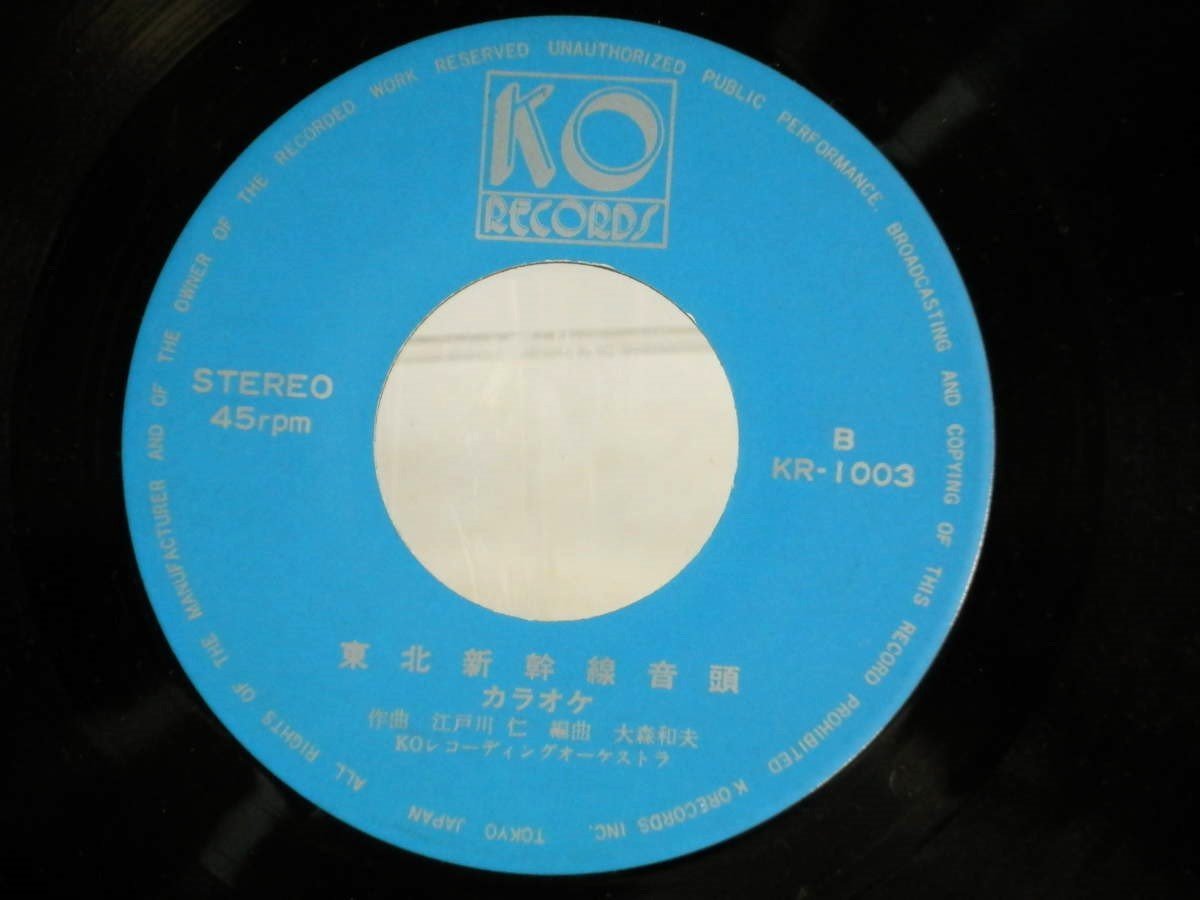 KO
RECORDS
STEREO
45rpm
B
KR-1003
東北新幹線音頭
カラオケ
作曲 江戸川 仁 編曲 大森和夫
KOレコーディングオーケストラ
ALL RIGHTS OF THE MANUFACTURER AND OF THE OWNER OF THE RECORDED WORK RESERVED UNAUTHORIZED PUBLIC PERFORMANCE. BROADCASTING AND COPYING OF THIS RECORD PROHIBITED K ORECORDS INC. TOKYO JAPAN